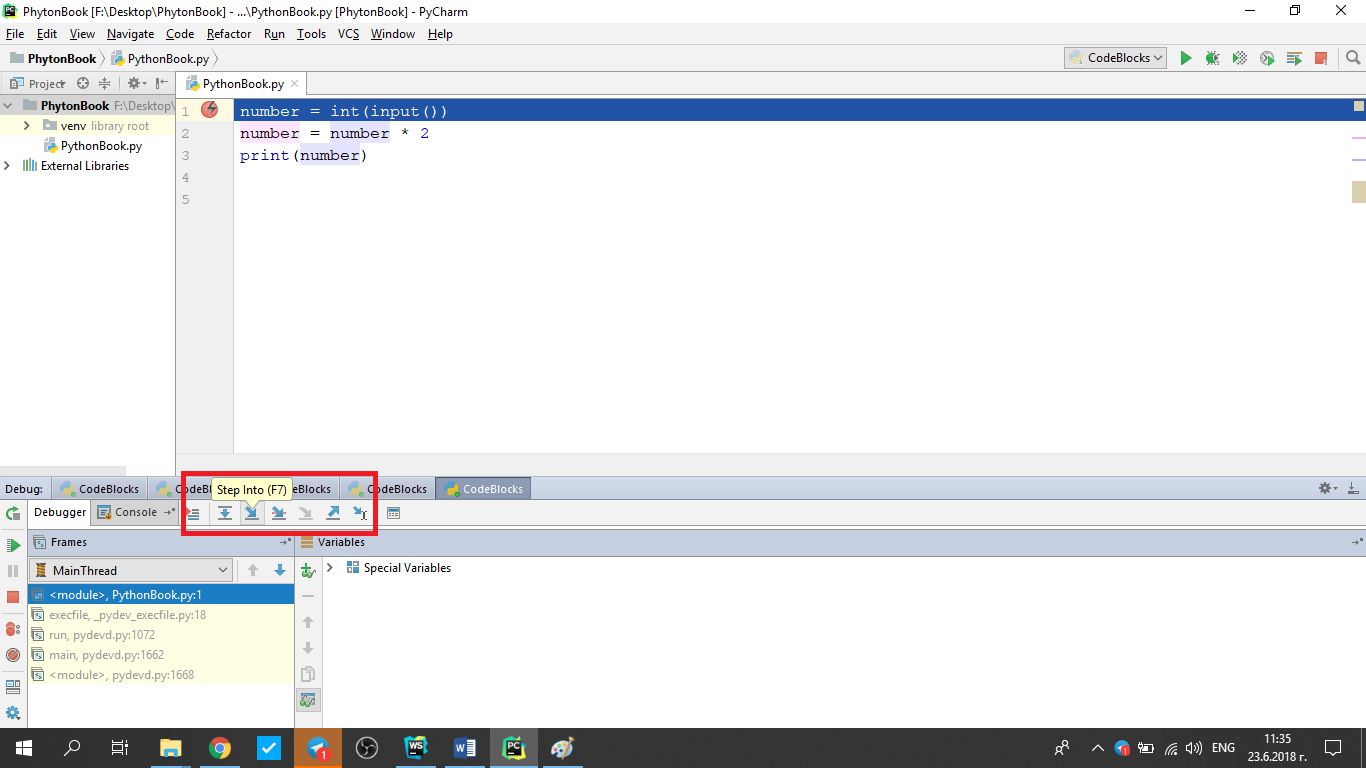 PhytonBook [F:\Desktop\PhytonBook] - ...\PythonBook.py [PhytonBook] - PyCharm
File Edit View Navigate Code Refactor Run Tools VCS Window Help
PhytonBook PythonBook.py CodeBlocks
Project PythonBook.py
PhytonBook F:\Desktop\
venv library root
PythonBook.py
External Libraries
1 number = int(input())
2 number = number * 2
3 print(number)
4
5
Debug: CodeBlocks CodeBl eBlocks CodeBlocks CodeBlocks
Step Into (F7)
Debugger Console
Frames Variables
MainThread Special Variables
<module>, PythonBook.py:1
execfile, _pydev_execfile.py:18
run, pydevd.py:1072
main, pydevd.py:1662
<module>, pydevd.py:1668
WS W PC 1 1 ENG 11:35
23.6.2018 г.